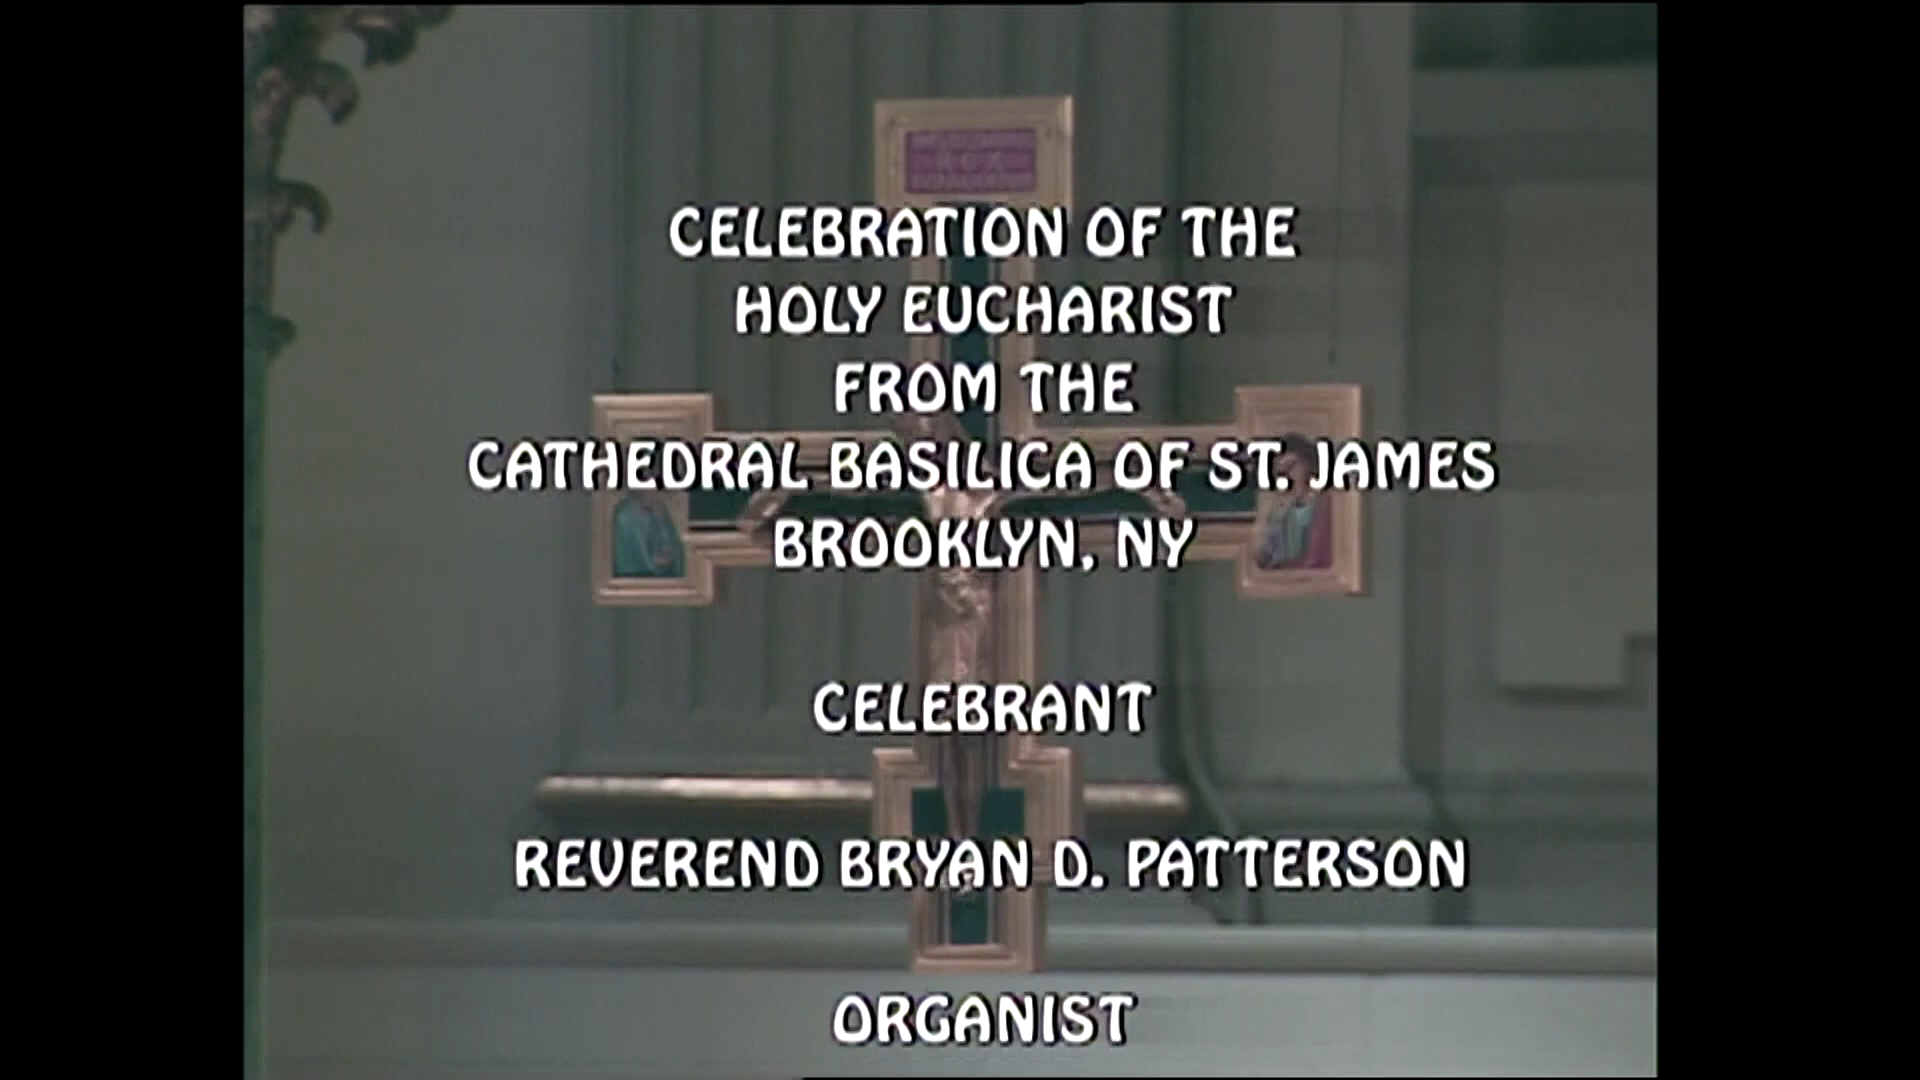 CELEBRATION OF THE
HOLY EUCHARIST
FROM THE
CATHEDRAL BASILICA OF ST. JAMES
BROOKLYN, NY
CELEBRANT
REVEREND BRYAN D. PATTERSON
ORGANIST